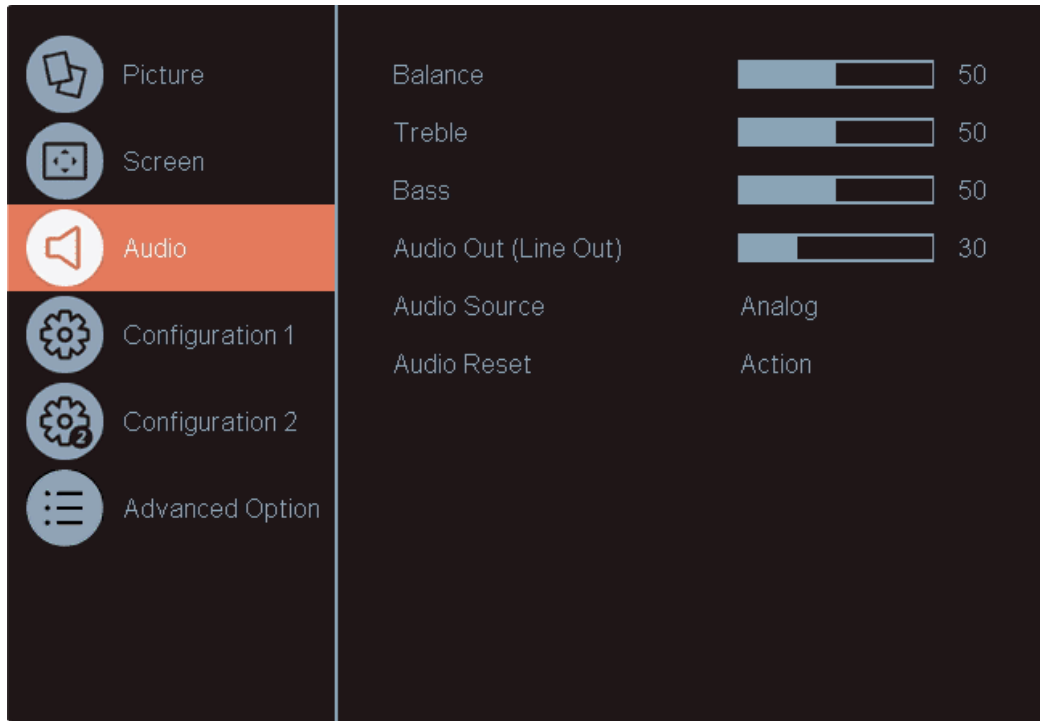 Picture
Screen
Audio
Configuration 1
Configuration 2
2
Advanced Option
Balance 50
Treble 50
Bass 50
Audio Out (Line Out) 30
Audio Source Analog
Audio Reset Action